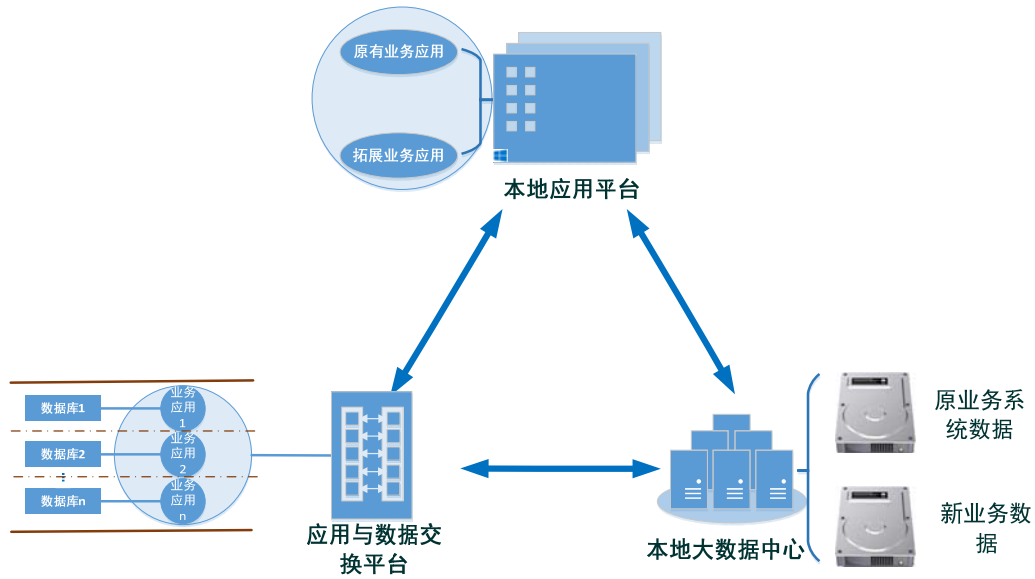 原有业务应用
拓展业务应用
本地应用平台
数据库1
业务
应用
1
数据库2
业务
应用
2
数据库n
业务
应用
n
应用与数据交
换平台
本地大数据中心
原业务系
统数据
新业务数
据